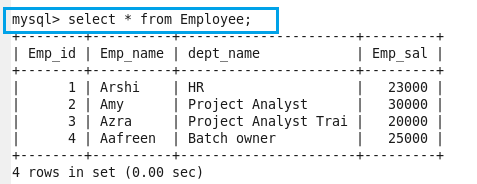 mysql> select * from Employee;
+--------+----------+----------------------+---------+
| Emp_id | Emp_name | dept_name            | Emp_sal |
+--------+----------+----------------------+---------+
|      1 | Arshi    | HR                   |   23000 |
|      2 | Amy      | Project Analyst      |   30000 |
|      3 | Azra     | Project Analyst Trai |   20000 |
|      4 | Aafreen  | Batch owner          |   25000 |
+--------+----------+----------------------+---------+
4 rows in set (0.00 sec)